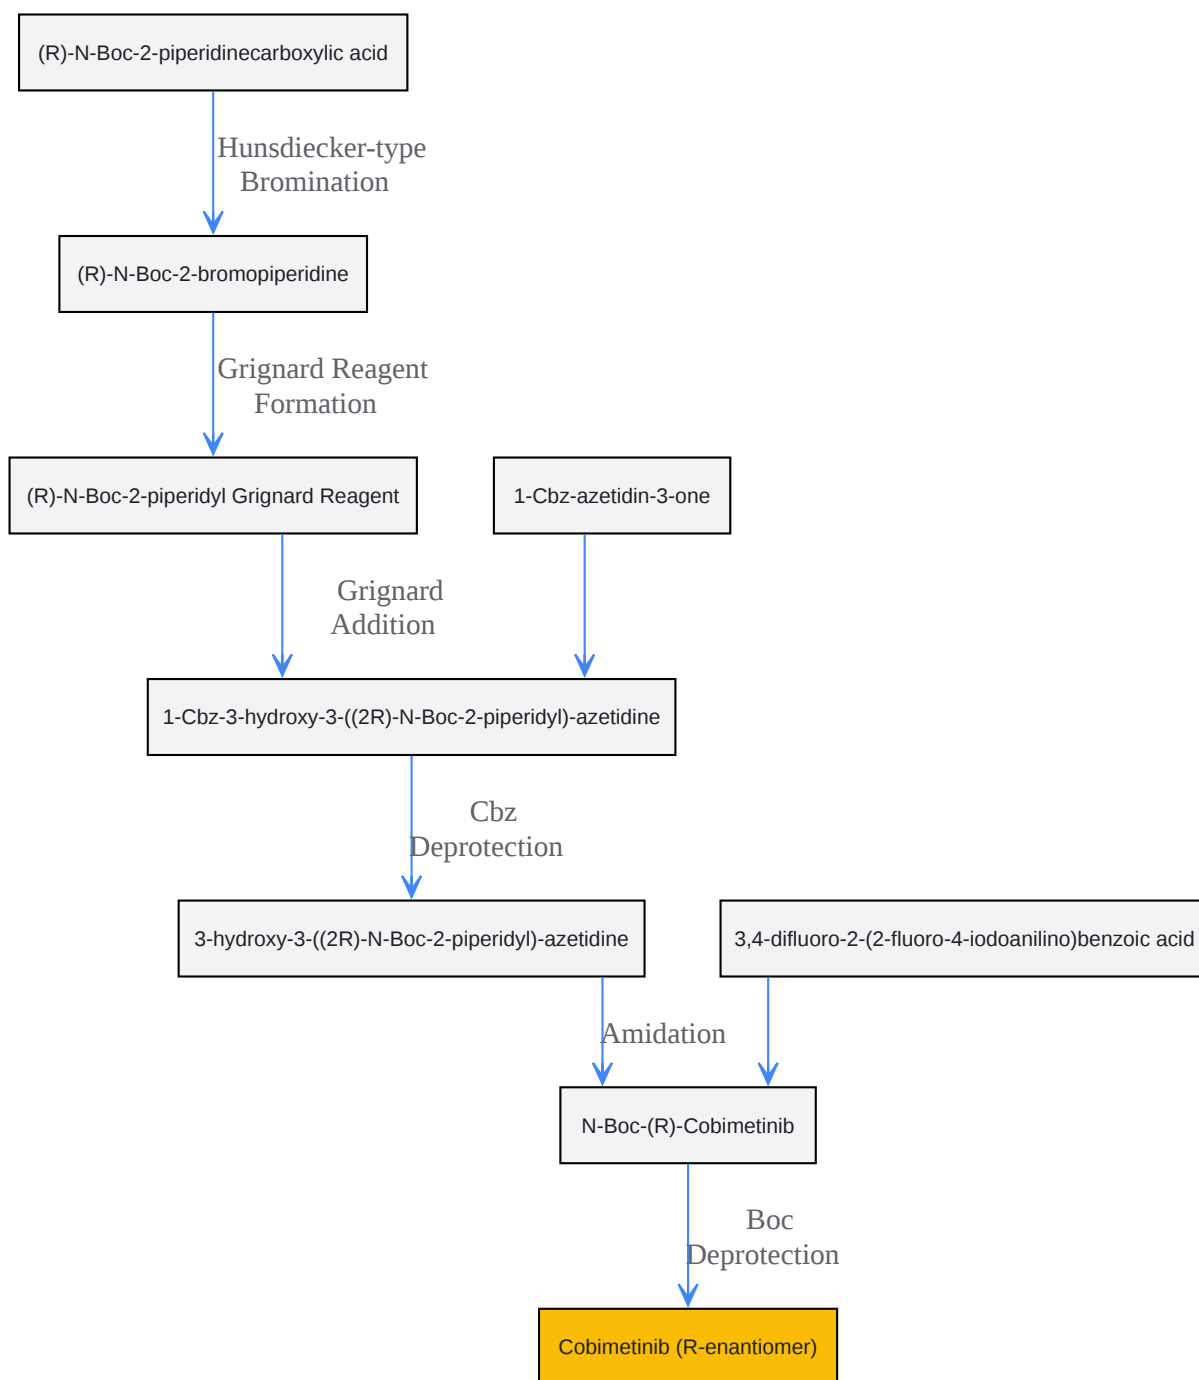 (R)-N-Boc-2-piperidinecarboxylic acid
Hunsdiecker-type
Bromination
(R)-N-Boc-2-bromopiperidine
Grignard Reagent
Formation
(R)-N-Boc-2-piperidyl Grignard Reagent
1-Cbz-azetidin-3-one
Grignard
Addition
1-Cbz-3-hydroxy-3-((2R)-N-Boc-2-piperidyl)-azetidine
Cbz
Deprotection
3-hydroxy-3-((2R)-N-Boc-2-piperidyl)-azetidine
3,4-difluoro-2-(2-fluoro-4-iodoanilino)benzoic acid
Amidation
N-Boc-(R)-Cobimetinib
Boc
Deprotection
Cobimetinib (R-enantiomer)